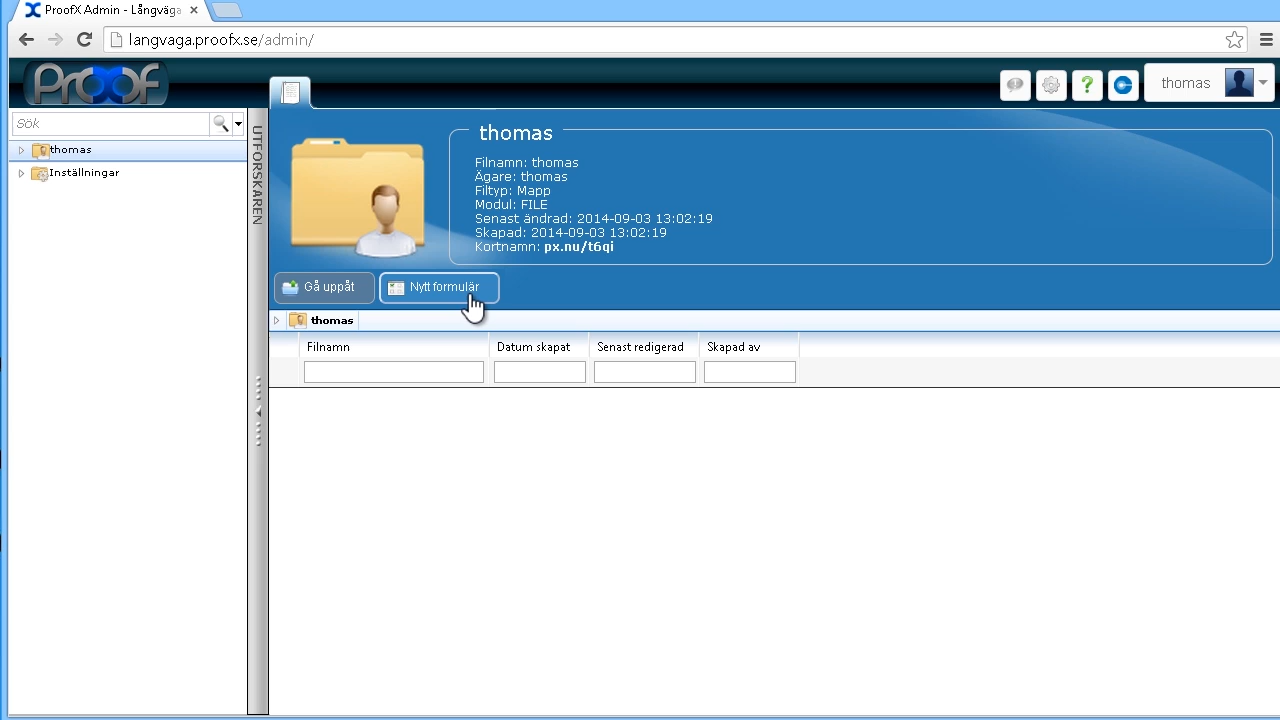 ProofX Admin - Långväga
langvaga.proofx.se/admin/
Proof
thomas
Sök
thomas
Inställningar
UTFORSKAREN
thomas
Filnamn: thomas
Ägare: thomas
Filtyp: Mapp
Modul: FILE
Senast ändrad: 2014-09-03 13:02:19
Skapad: 2014-09-03 13:02:19
Kortnamn: px.nu/t6qi
Gå uppåt
Nytt formulär
thomas
Filnamn
Datum skapat
Senast redigerad
Skapad av